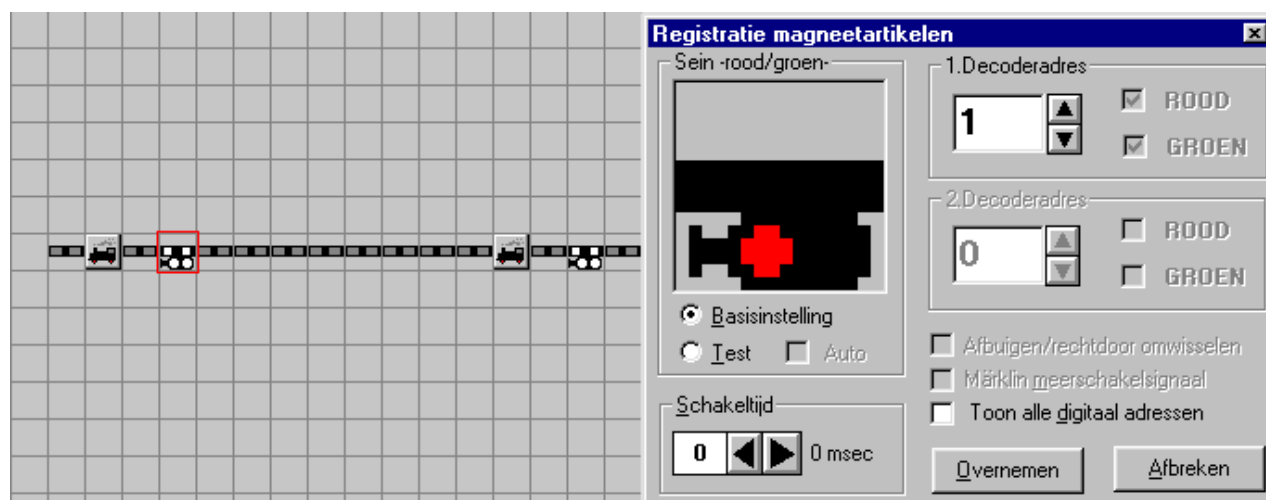 Registratie magneetartikelen
Sein -rood/groen-
Basisinstelling
Test Auto
Schakeltijd
0 0 msec
1.Decoderadres
1 ROOD
GROEN
2.Decoderadres
0 ROOD
GROEN
Afbuigen/rechtdoor omwisselen
Märklin meerschakelsignaal
Toon alle digitaal adressen
Overnemen Afbreken